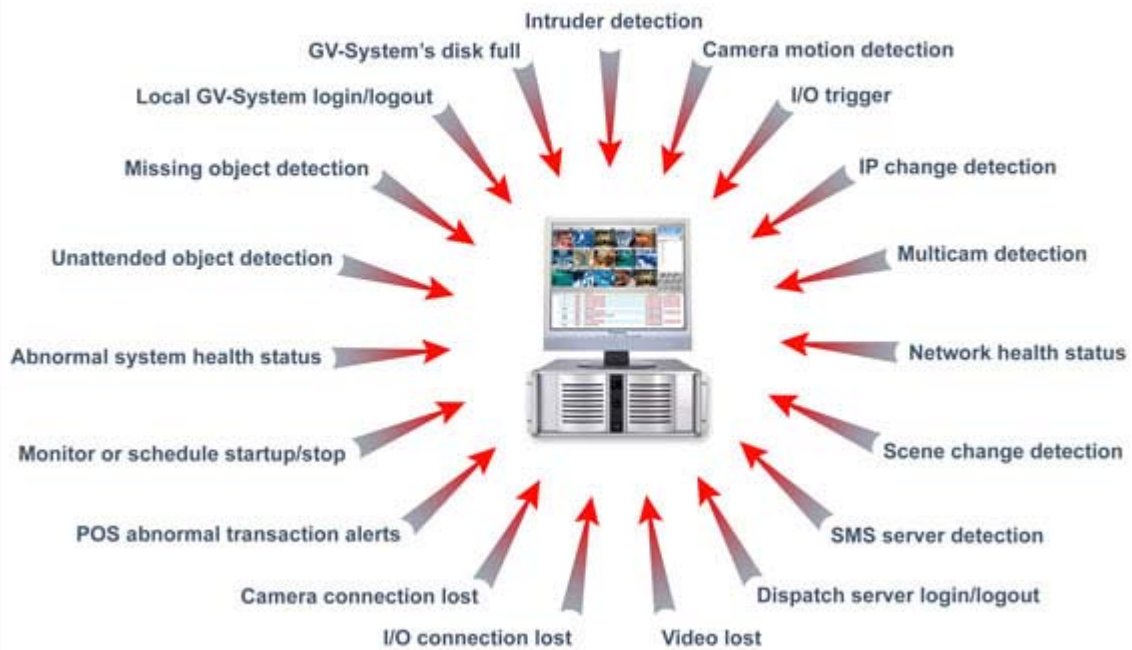 Intruder detection
GV-System's disk full
Camera motion detection
Local GV-System login/logout
I/O trigger
Missing object detection
IP change detection
Unattended object detection
Multicam detection
Abnormal system health status
Network health status
Monitor or schedule startup/stop
Scene change detection
POS abnormal transaction alerts
SMS server detection
Camera connection lost
Dispatch server login/logout
I/O connection lost
Video lost